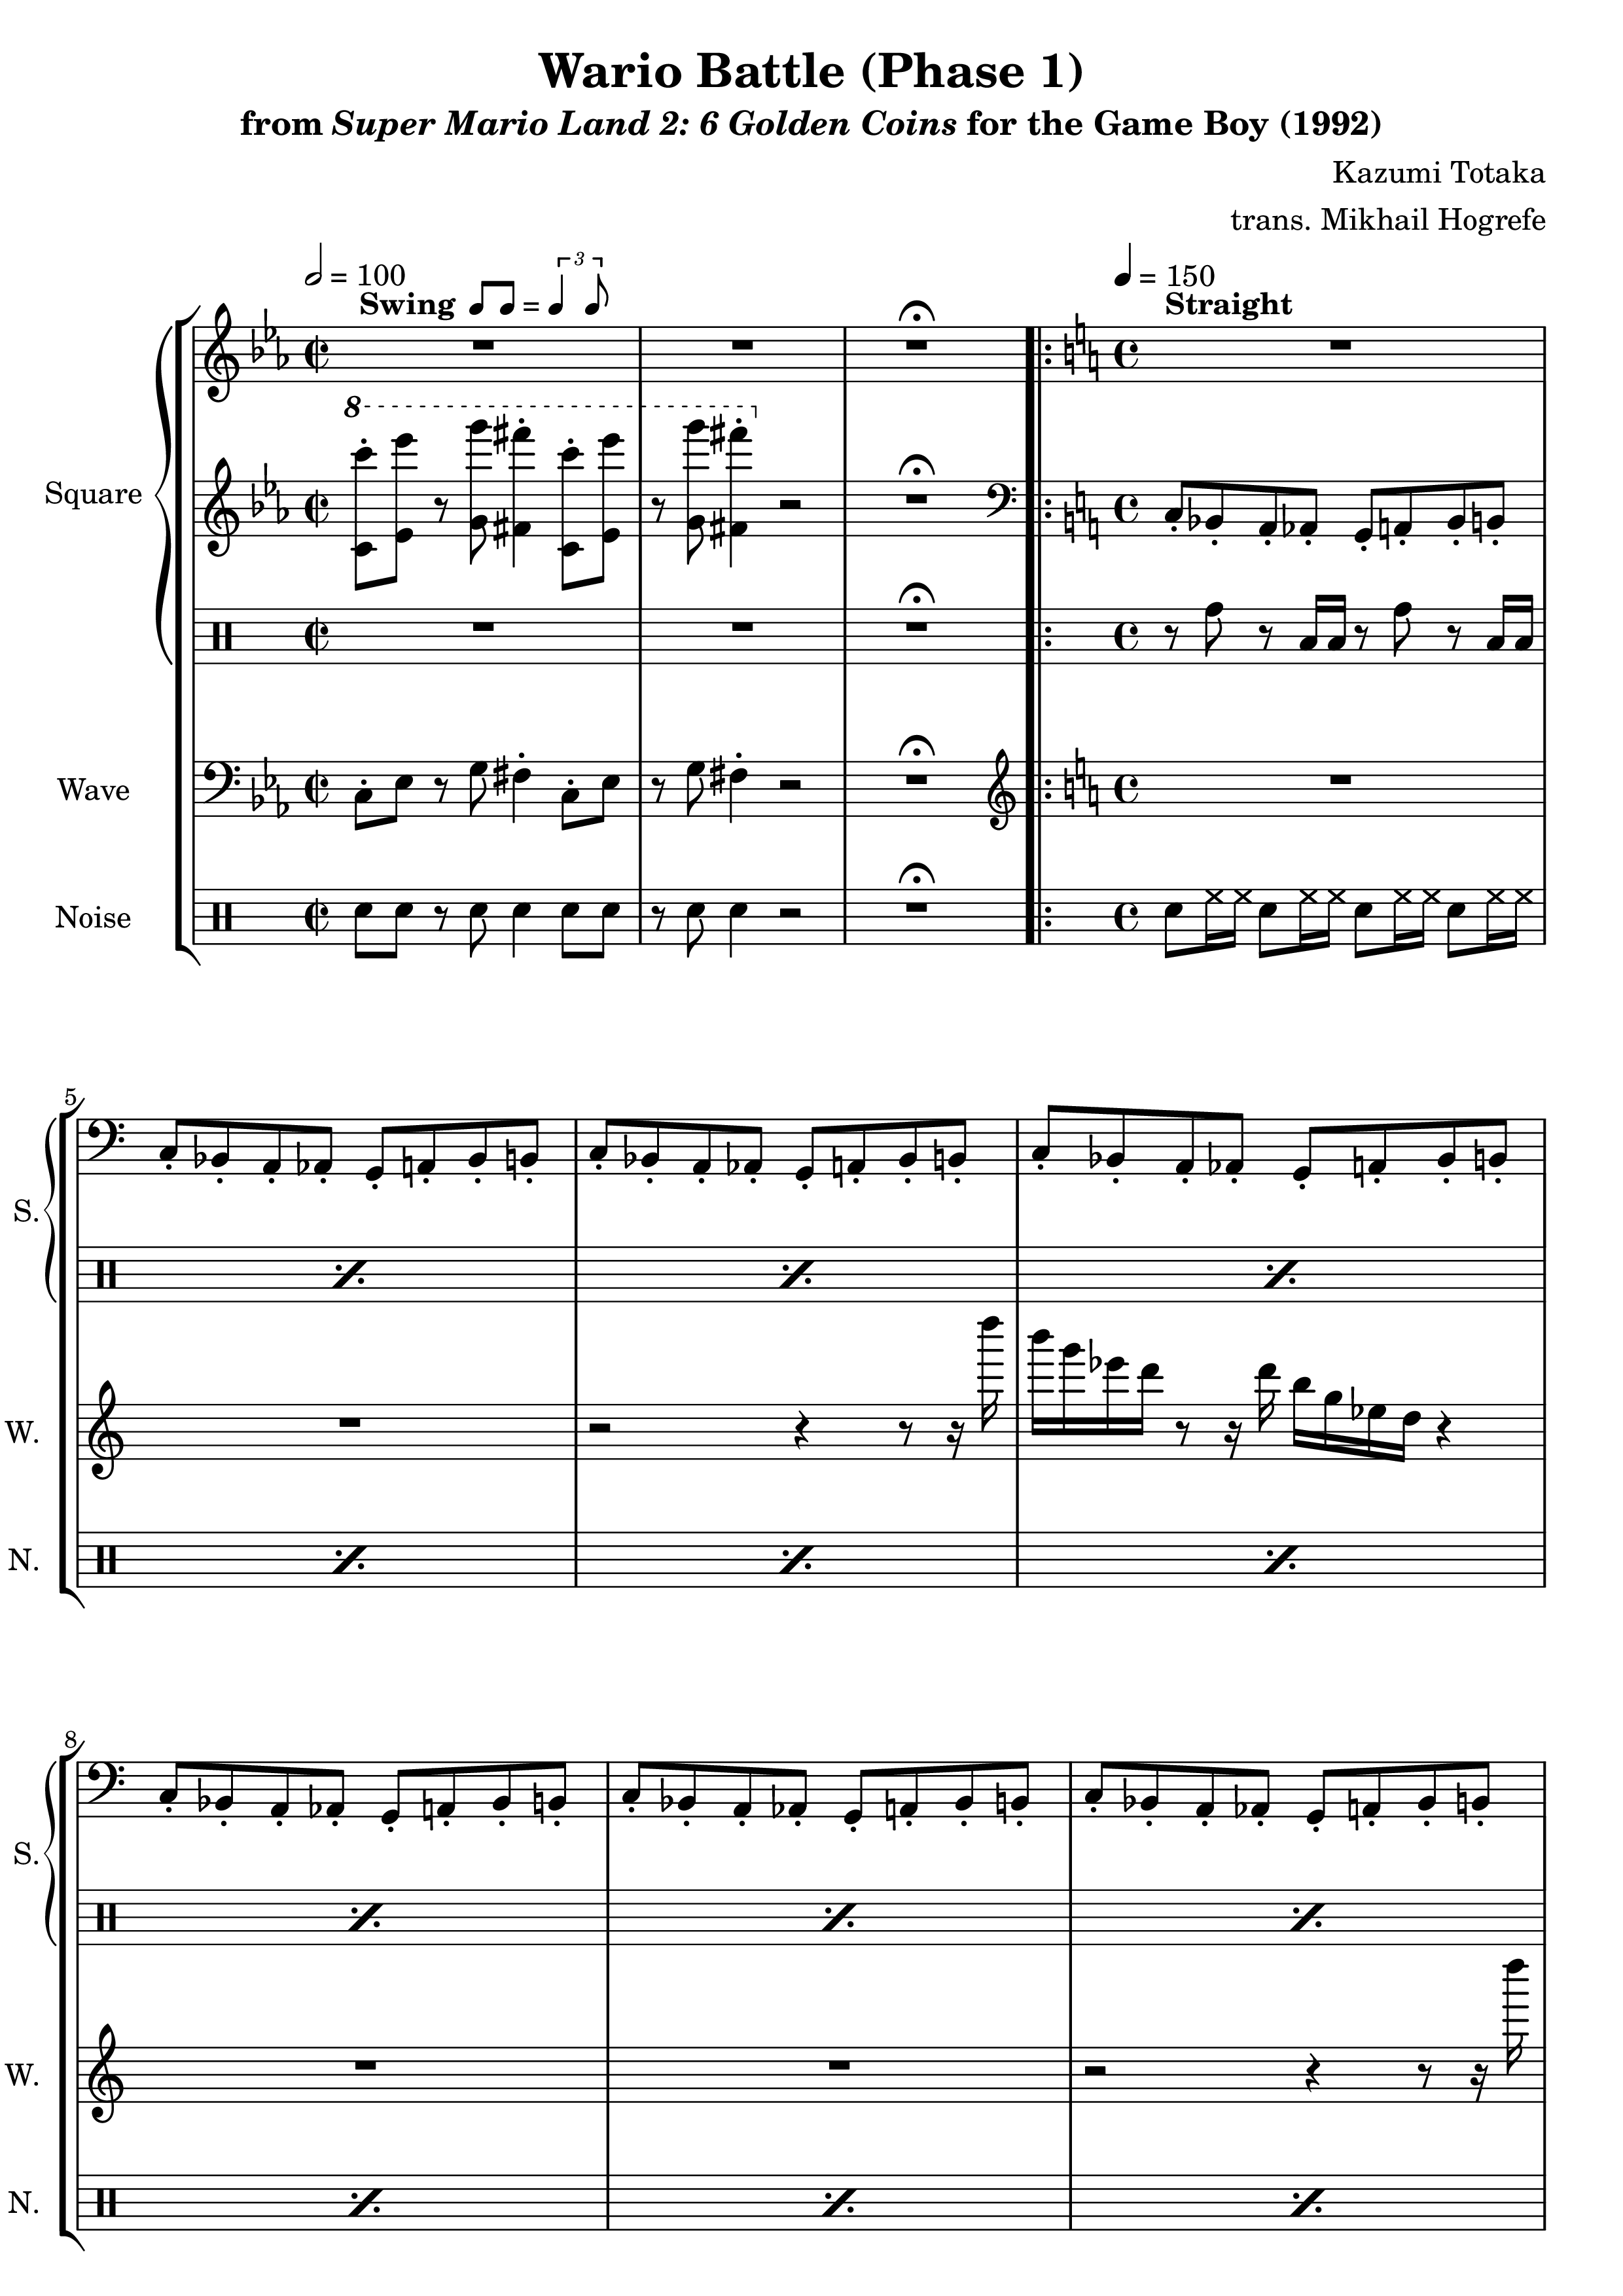 Wario Battle (Phase 1)
from Super Mario Land 2: 6 Golden Coins for the Game Boy (1992)
Kazumi Totaka
trans. Mikhail Hogrefe
= 100
Swing = 3
= 150
Straight
8
Square
Wave
Noise
5
S.
W.
N.
8
S.
W.
N.